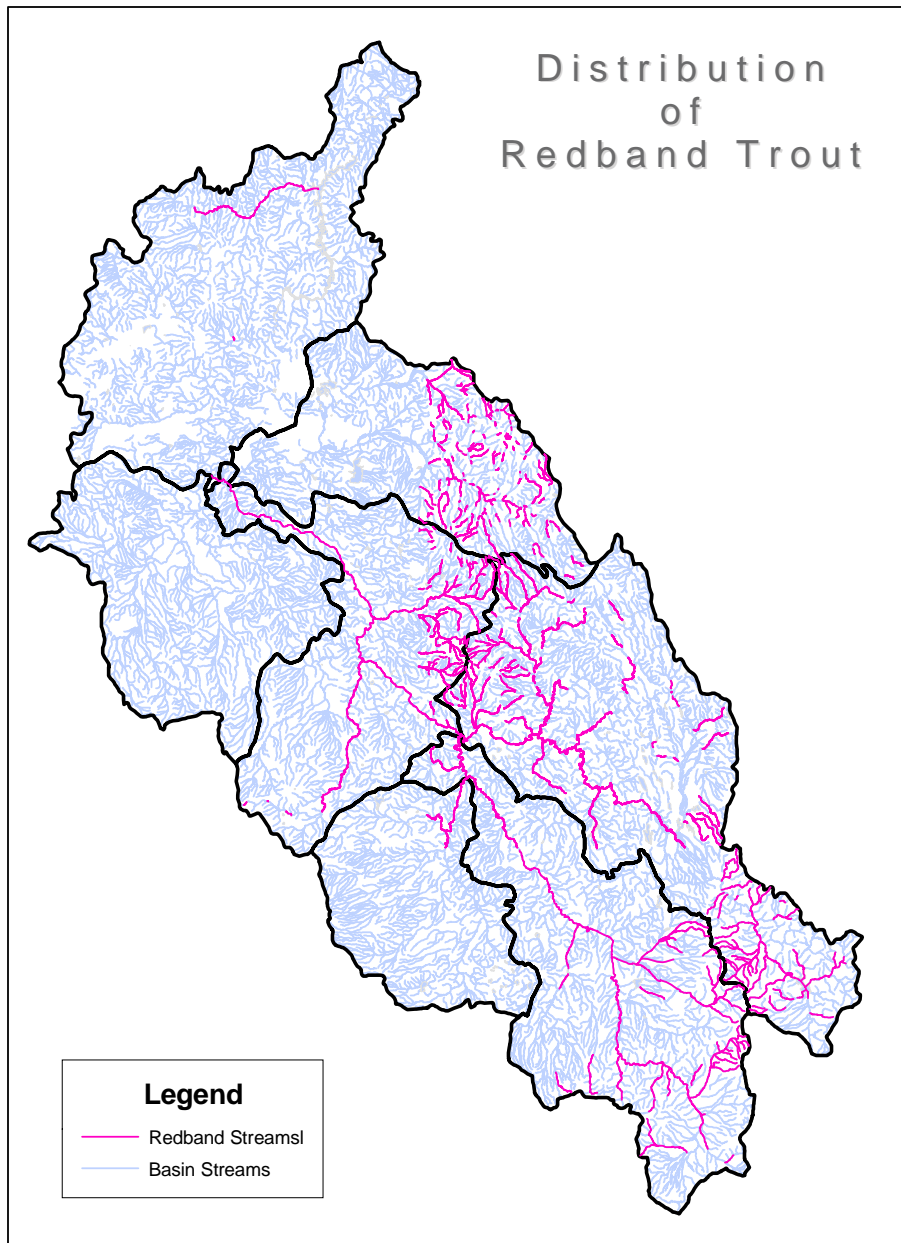 Distribution
of
Redband Trout
Legend
Redband Streamsl
Basin Streams